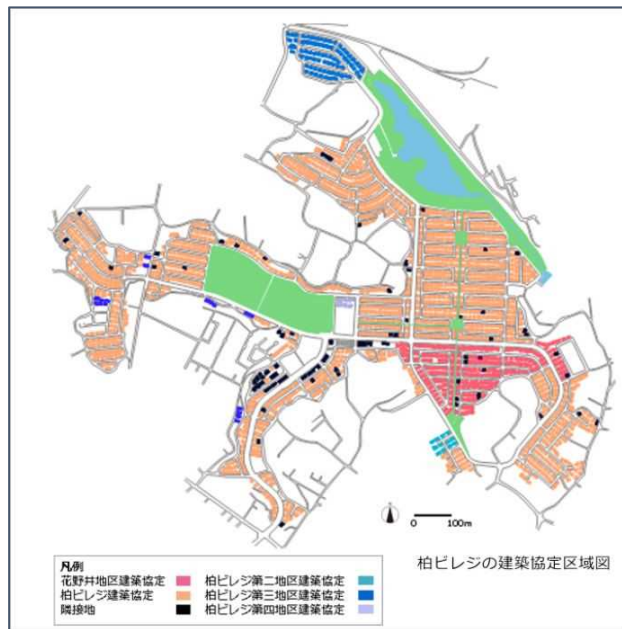 0 100m
柏ビレジの建築協定区域図
凡例
花野井地区建築協定 柏ビレジ第二地区建築協定
柏ビレジ建築協定 柏ビレジ第三地区建築協定
隣接地 柏ビレジ第四地区建築協定